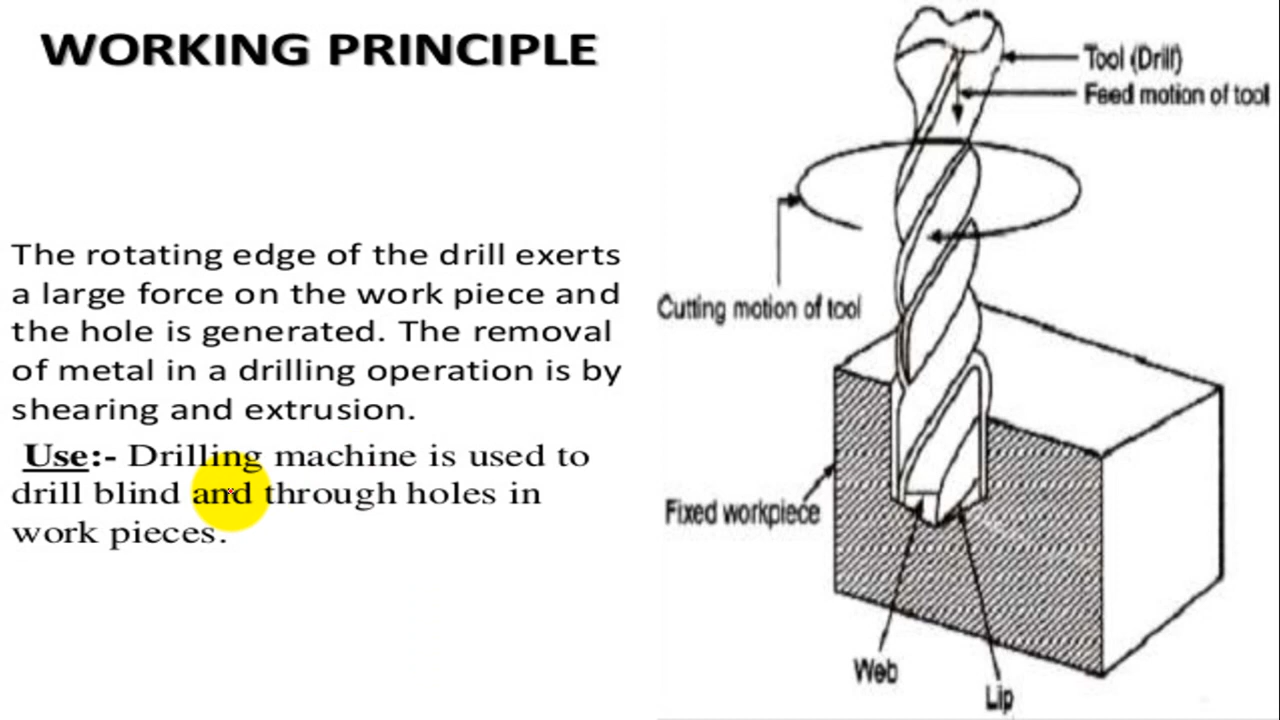 WORKING PRINCIPLE
The rotating edge of the drill exerts
a large force on the work piece and
the hole is generated. The removal
of metal in a drilling operation is by
shearing and extrusion.
Use:- Drilling machine is used to
drill blind and through holes in
work pieces.
Tool (Drill)
Feed motion of tool
Cutting motion of tool
Fixed workpiece
Web
Lip